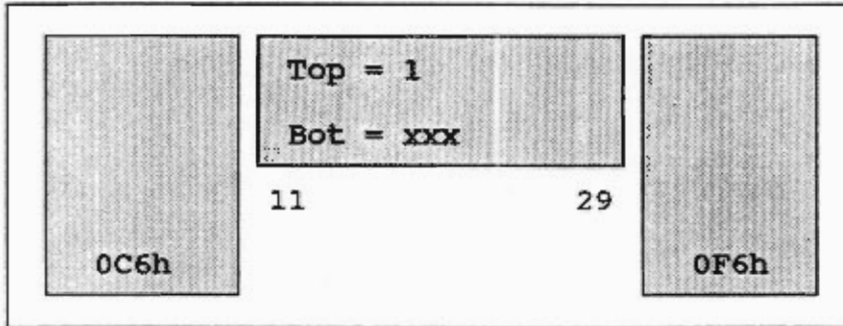 Top = 1
Bot = xxx
11 29
0C6h 0F6h